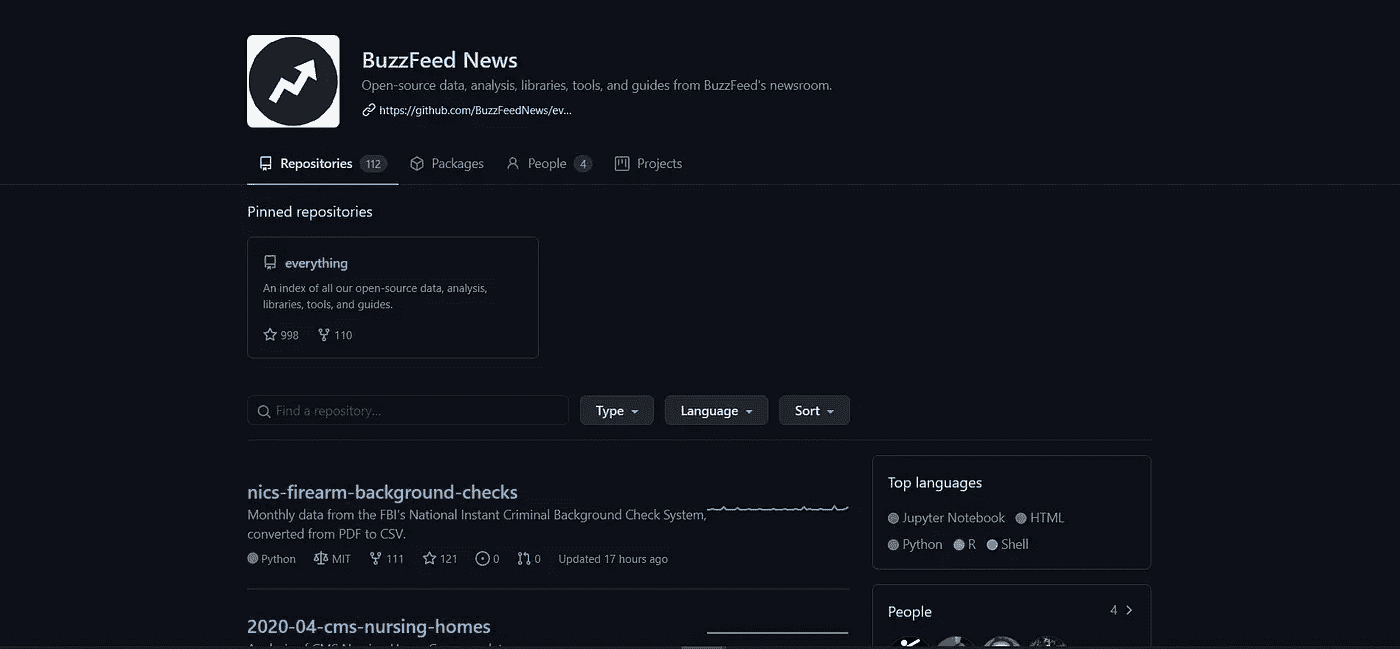 BuzzFeed News
Open-source data, analysis, libraries, tools, and guides from BuzzFeed's newsroom.
https://github.com/BuzzFeedNews/ev...
Repositories 112 Packages People 4 Projects
Pinned repositories
everything
An index of all our open-source data, analysis,
libraries, tools, and guides.
998 110
Find a repository...
Type
Language
Sort
nics-firearm-background-checks
Monthly data from the FBI's National Instant Criminal Background Check System,
converted from PDF to CSV.
Python MIT 111 121 0 0 Updated 17 hours ago
2020-04-cms-nursing-homes
Top languages
Jupyter Notebook HTML
Python R Shell
People 4